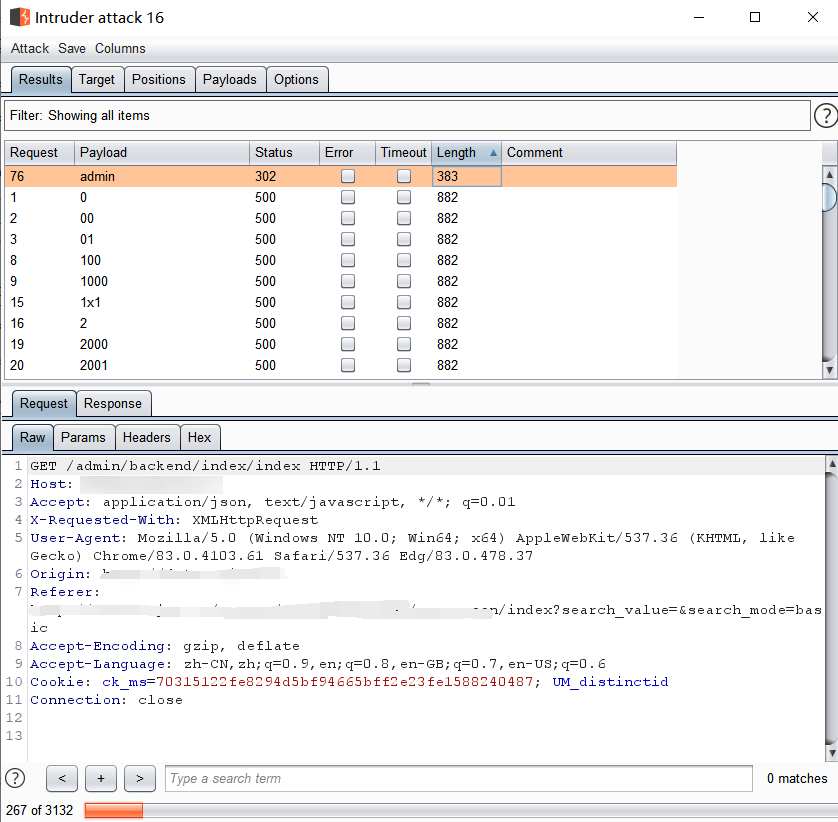 Intruder attack 16
Attack Save Columns
Results Target Positions Payloads Options
Filter: Showing all items
?
Request Payload Status Error Timeout Length Comment
76 admin 302 383
1 0 500 882
2 00 500 882
3 01 500 882
8 100 500 882
9 1000 500 882
15 1x1 500 882
16 2 500 882
19 2000 500 882
20 2001 500 882
Request Response
Raw Params Headers Hex
1 GET /admin/backend/index/index HTTP/1.1
2 Host:
3 Accept: application/json, text/javascript, */*; q=0.01
4 X-Requested-With: XMLHttpRequest
5 User-Agent: Mozilla/5.0 (Windows NT 10.0; Win64; x64) AppleWebKit/537.36 (KHTML, like
Gecko) Chrome/83.0.4103.61 Safari/537.36 Edg/83.0.478.37
6 Origin:
7 Referer:
/index?search_value=&search_mode=bas
ic
8 Accept-Encoding: gzip, deflate
9 Accept-Language: zh-CN,zh;q=0.9,en;q=0.8,en-GB;q=0.7,en-US;q=0.6
10 Cookie: ck_ms=70315122fe8294d5bf94665bff2e23fe1588240487; UM_distinctid
11 Connection: close
12
13
? < + > Type a search term 0 matches
267 of 3132